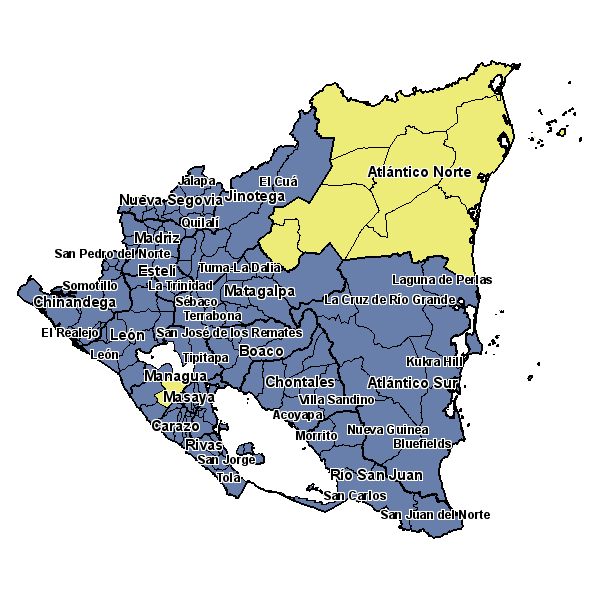 Atlántico Norte
Jalapa
El Cuá
Nueva Segovia
Jinotega
Quilalí
Madriz
San Pedro del Norte
Estelí
Tuma-La Dalia
Laguna de Perlas
Somotillo
La Trinidad
Matagalpa
Chinandega
Sébaco
La Cruz de Río Grande
Terrabona
El Realejo
León
San José de los Remates
León
Tipitapa
Boaco
Kukra Hill
Managua
Chontales
Atlántico Sur
Masaya
Villa Sandino
Acoyapa
Carazo
Morrito
Nueva Guinea
Rivas
Bluefields
San Jorge
Tola
Río San Juan
San Carlos
San Juan del Norte